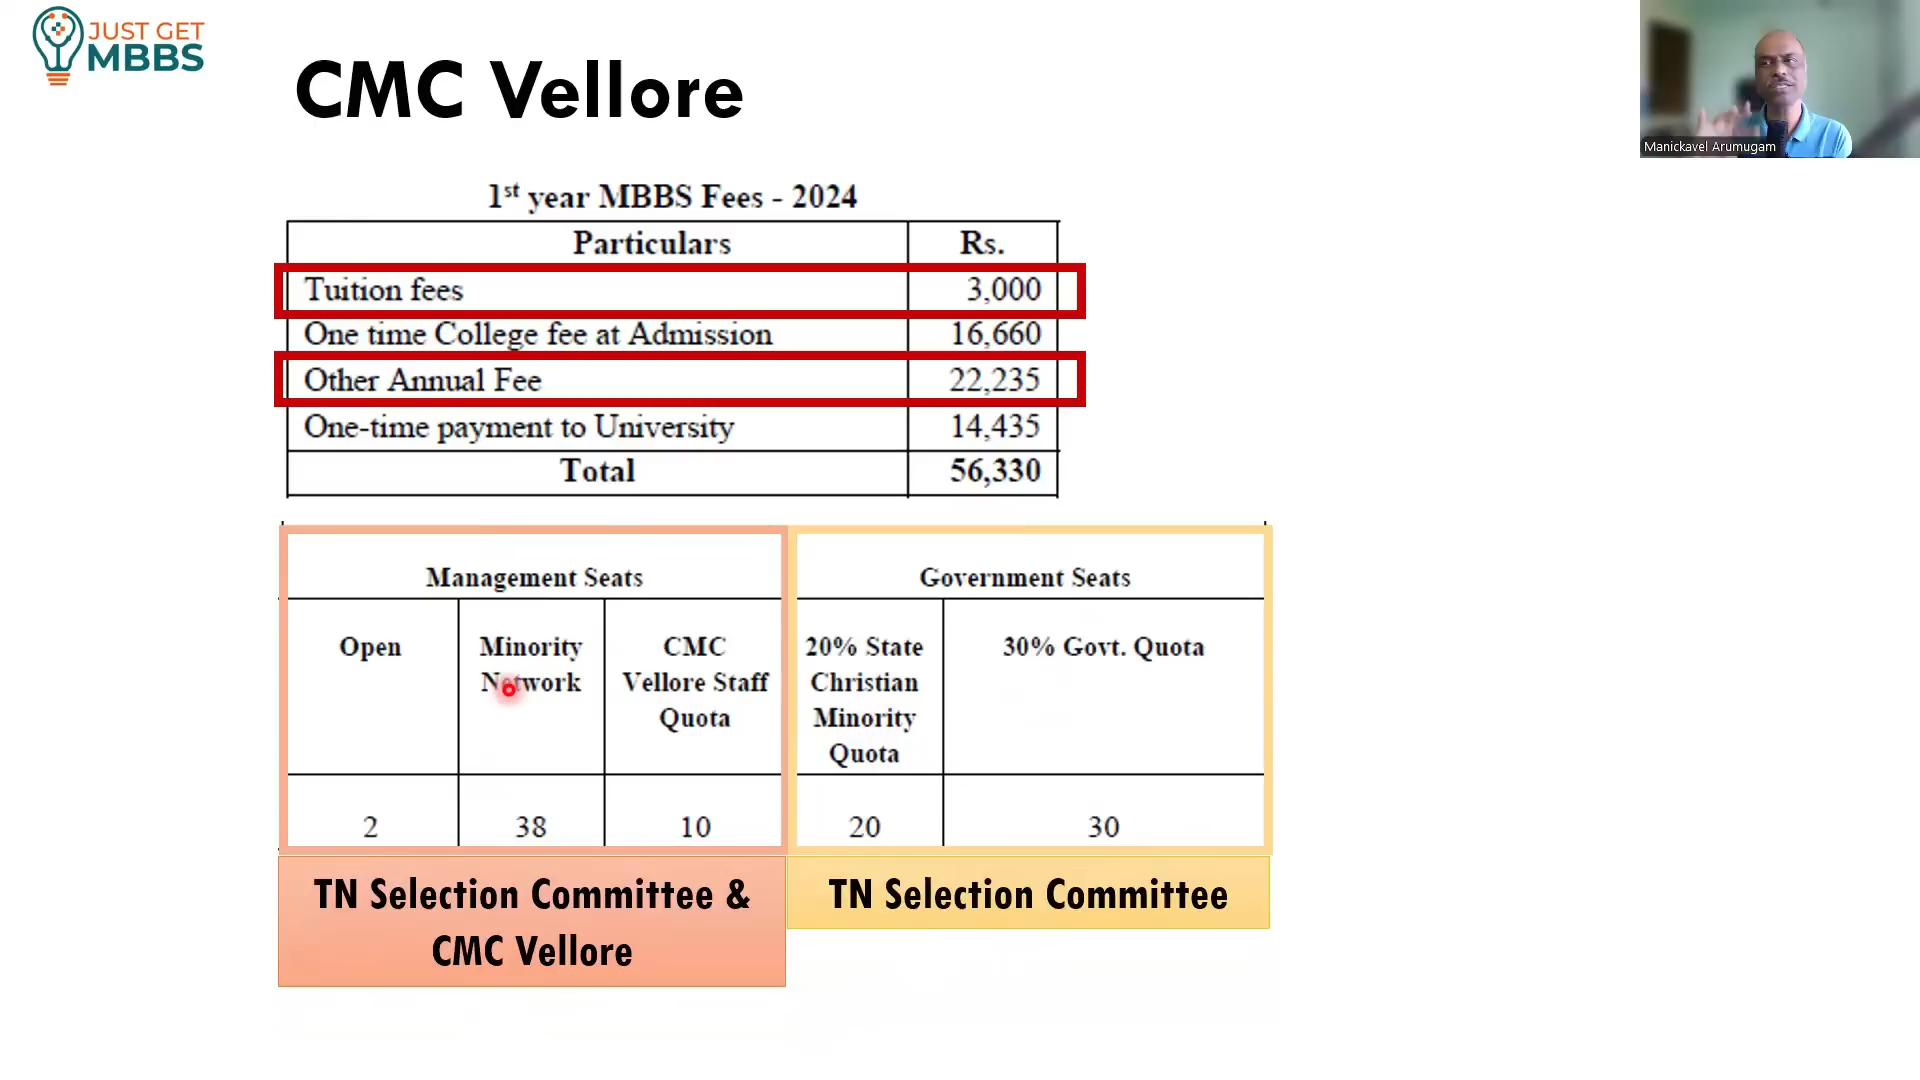 JUST GET
MBBS
CMC Vellore
Manickavel Arumugam
1st year MBBS Fees - 2024
Particulars Rs.
Tuition fees 3,000
One time College fee at Admission 16,660
Other Annual Fee 22,235
One-time payment to University 14,435
Total 56,330
Management Seats Government Seats
Open Minority Network CMC Vellore Staff Quota 20% State Christian Minority Quota 30% Govt. Quota
2 38 10 20 30
TN Selection Committee &
CMC Vellore
TN Selection Committee